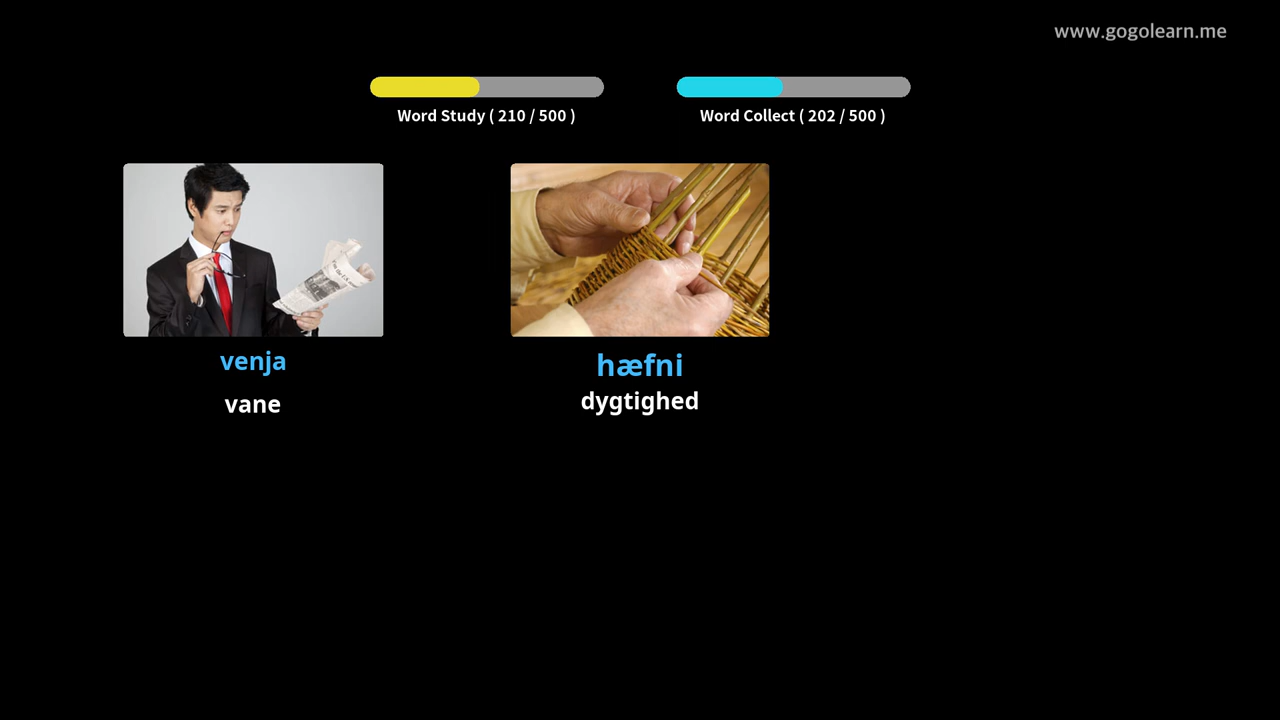 www.gogolearn.me
Word Study ( 210 / 500 )
Word Collect ( 202 / 500 )
venja
vane
hæfni
dygtighed